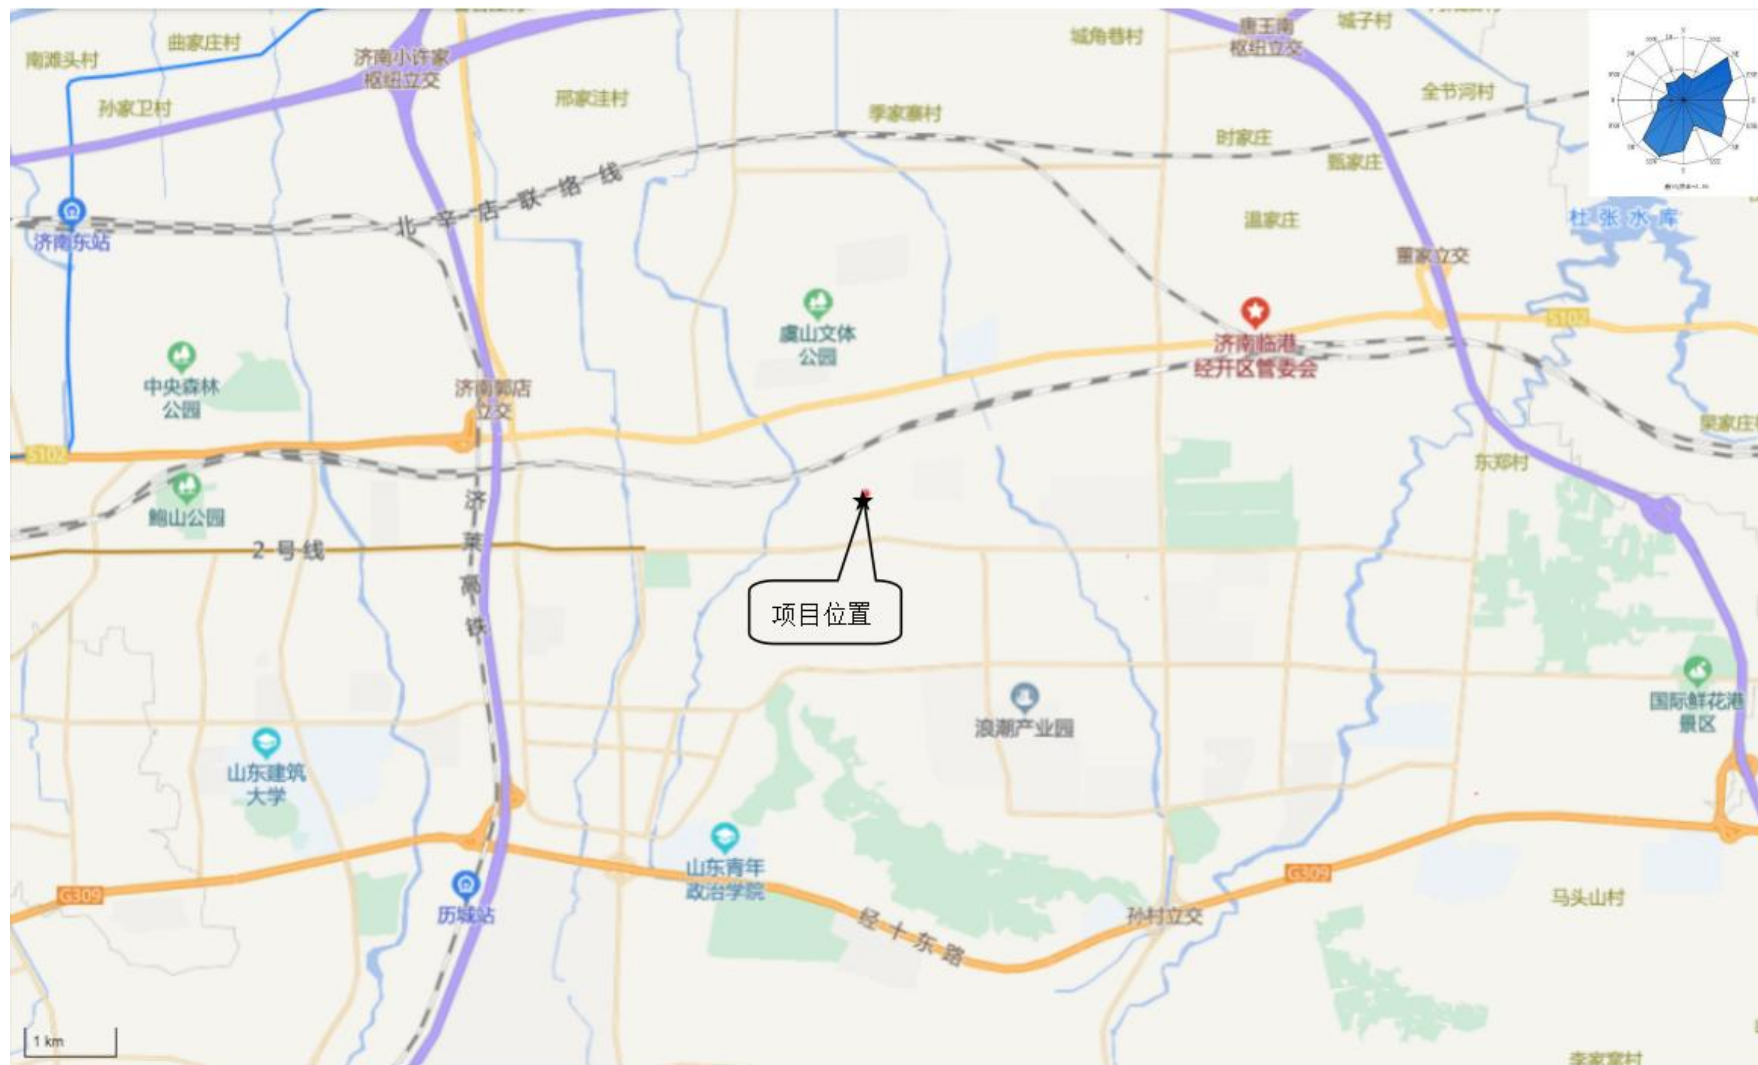 南滩头村
曲家庄村
孙家卫村
济南小许家
枢纽立交
邢家洼村
季家寨村
城角巷村
唐王南
枢纽立交
城子村
全节河村
时家庄
甄家庄
温家庄
杜张水库
董家立交
北辛店联络线
济南东站
虞山文体
公园
济南临港
经开区管委会
S102
中央森林
公园
济南郭店
立交
S102
鲍山公园
东郑村
济莱高铁
2号线
项目位置
浪潮产业园
国际鲜花港
景区
山东建筑
大学
山东青年
政治学院
G309
G309
历城站
经十东路
孙村立交
马头山村
1 km